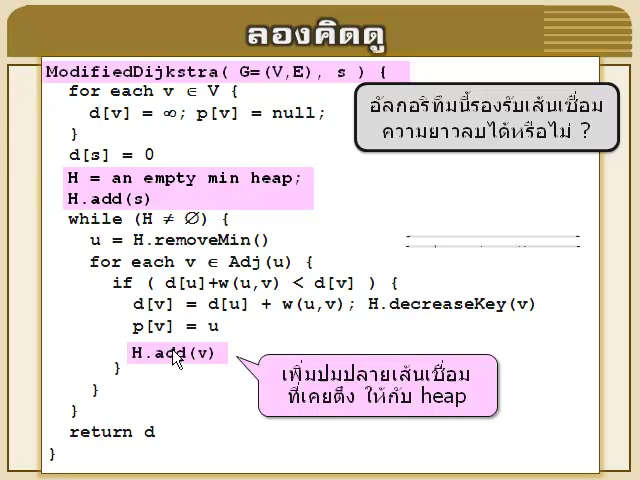 ลองคิดดู
ModifiedDijkstra( G=(V,E), s ) {
for each v ∈ V {
d[v] = ∞; p[v] = null;
}
d[s] = 0
H = an empty min heap;
H.add(s)
while (H ≠ ∅) {
u = H.removeMin()
for each v ∈ Adj(u) {
if ( d[u]+w(u,v) < d[v] ) {
d[v] = d[u] + w(u,v); H.decreaseKey(v)
p[v] = u
H.add(v)
}
}
}
return d
}
อัลกอริทึมนี้รองรับเส้นเชื่อม
ความยาวลบได้หรือไม่ ?
เพิ่มปมปลายเส้นเชื่อม
ที่เคยตึง ให้กับ heap